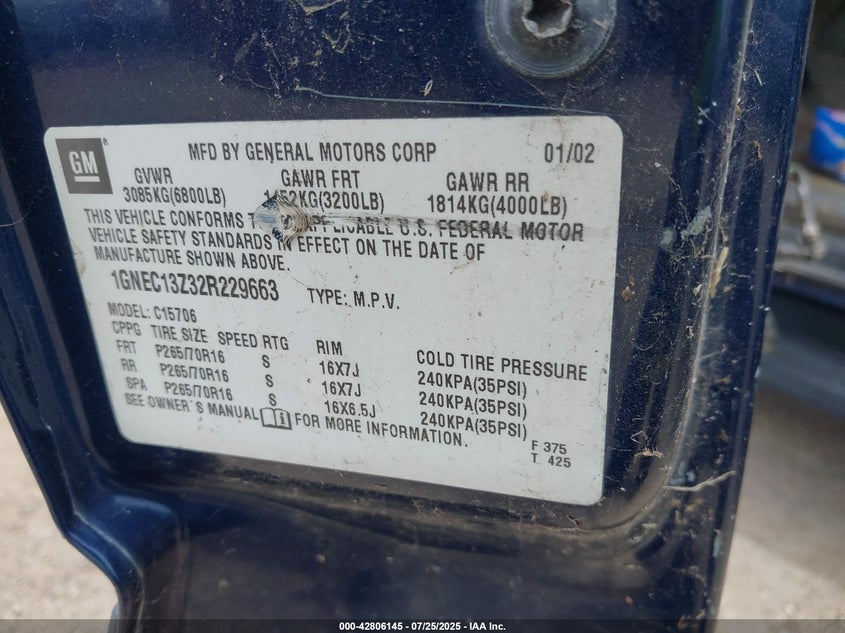 GM
MFD BY GENERAL MOTORS CORP 01/02
GVWR GAWR FRT GAWR RR
3085KG(6800LB) 1452KG(3200LB) 1814KG(4000LB)
THIS VEHICLE CONFORMS APPLICABLE U.S. FEDERAL MOTOR
VEHICLE SAFETY STANDARDS IN EFFECT ON THE DATE OF
MANUFACTURE SHOWN ABOVE.
1GNEC13Z32R229663 TYPE: M.P.V.
MODEL: C15706
CPPG TIRE SIZE SPEED RTG RIM COLD TIRE PRESSURE
FRT P265/70R16 S 16X7J 240KPA(35PSI)
RR P265/70R16 S 16X7J 240KPA(35PSI)
SPA P265/70R16 S 16X6.5J 240KPA(35PSI)
SEE OWNER'S MANUAL FOR MORE INFORMATION.
F 375
T 425
000-42806145 - 07/25/2025 - IAA Inc.